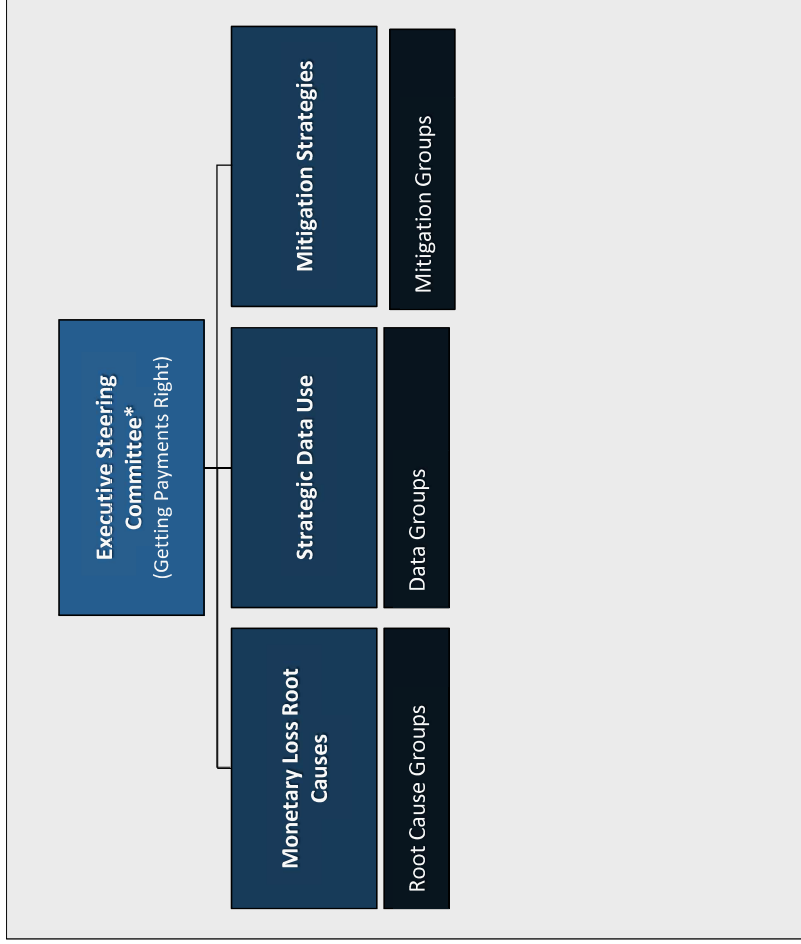 Executive Steering
Committee*
(Getting Payments Right)
Monetary Loss Root
Causes
Strategic Data Use
Mitigation Strategies
Root Cause Groups
Data Groups
Mitigation Groups